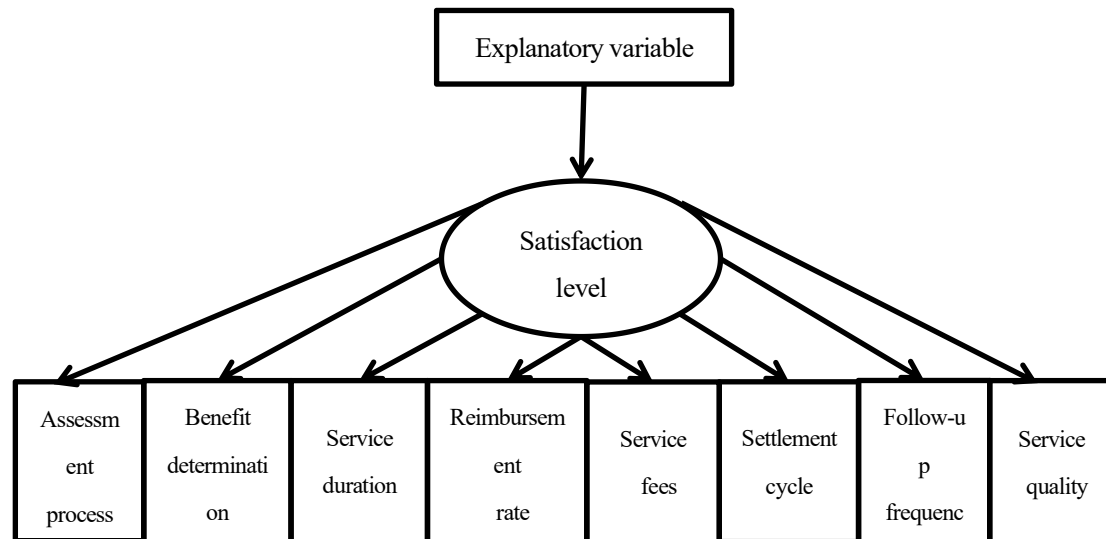 Explanatory variable
Satisfaction
level
Assessm
ent
process
Benefit
determinati
on
Service
duration
Reimbursem
ent
rate
Service
fees
Settlement
cycle
Follow-u
p
frequenc
Service
quality